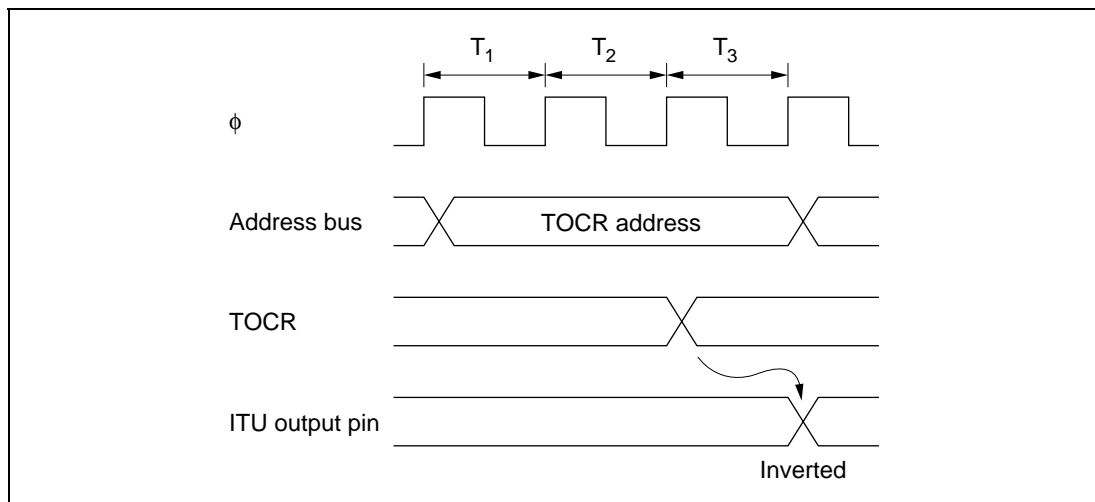 T1 T2 T3
φ
Address bus
TOCR address
TOCR
ITU output pin
Inverted